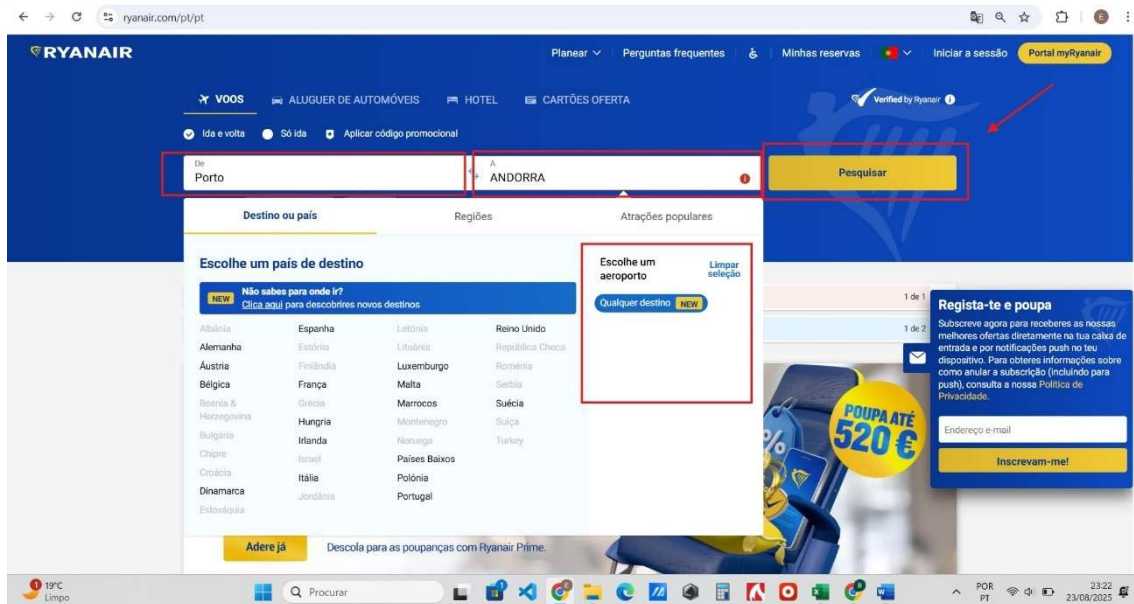 ryanair.com/pt/pt
E
RYANAIR
Planear
Perguntas frequentes
Minhas reservas
Iniciar a sessão
Portal myRyanair
VOOS
ALUGUER DE AUTOMÓVEIS
HOTEL
CARTÕES OFERTA
Verified by Ryanair
Ida e volta
Só ida
Aplicar código promocional
De
Porto
A
ANDORRA
Pesquisar
Destino ou país
Regiões
Atrações populares
Escolhe um país de destino
NEW
Não sabes para onde ir?
Clica aqui para descobrires novos destinos
Albânia
Alemanha
Áustria
Bélgica
Bosnia &
Herzegovina
Bulgária
Chipre
Croácia
Dinamarca
Eslováquia
Espanha
Estónia
Finlândia
França
Grécia
Hungria
Irlanda
Israel
Itália
Jordânia
Letónia
Lituânia
Luxemburgo
Malta
Marrocos
Montenegro
Noruega
Países Baixos
Polónia
Portugal
Reino Unido
República Checa
Roménia
Serbia
Suécia
Suíça
Turkey
Escolhe um
aeroporto
Limpar
seleção
Qualquer destino NEW
1 de 1
1 de 2
Regista-te e poupa
Subscreve agora para receberes as nossas
melhores ofertas diretamente na tua caixa de
entrada e por notificações push no teu
dispositivo. Para obteres informações sobre
como anular a subscrição (incluindo para
push), consulta a nossa Política de
Privacidade.
Endereço e-mail
Inscrevam-me!
POUPA ATÉ
520 €
%
Adere já
Descola para as poupanças com Ryanair Prime.
1
19°C
Limpo
Procurar
POR
PT
23:22
23/08/2025